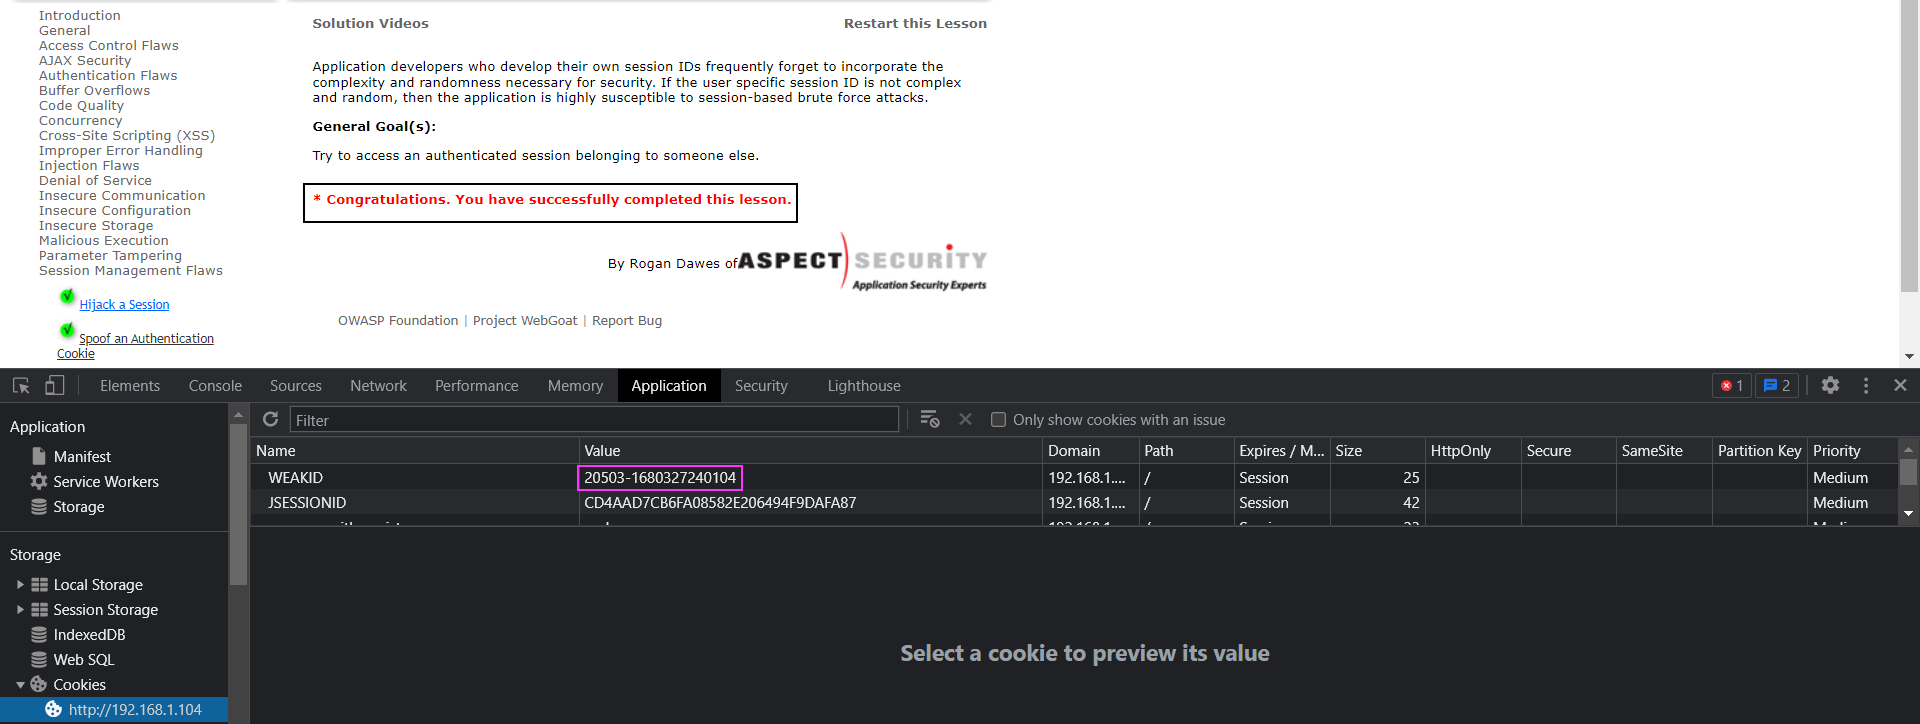 Introduction
General
Access Control Flaws
AJAX Security
Authentication Flaws
Buffer Overflows
Code Quality
Concurrency
Cross-Site Scripting (XSS)
Improper Error Handling
Injection Flaws
Denial of Service
Insecure Communication
Insecure Configuration
Insecure Storage
Malicious Execution
Parameter Tampering
Session Management Flaws
Hijack a Session
Spoof an Authentication
Cookie
Solution Videos Restart this Lesson
Application developers who develop their own session IDs frequently forget to incorporate the
complexity and randomness necessary for security. If the user specific session ID is not complex
and random, then the application is highly susceptible to session-based brute force attacks.
General Goal(s):
Try to access an authenticated session belonging to someone else.
* Congratulations. You have successfully completed this lesson.
By Rogan Dawes of ASPECT SECURITY
Application Security Experts
OWASP Foundation | Project WebGoat | Report Bug
Elements Console Sources Network Performance Memory Application Security Lighthouse 1 2
Application
Manifest
Service Workers
Storage
Storage
Local Storage
Session Storage
IndexedDB
Web SQL
Cookies
http://192.168.1.104
Filter Only show cookies with an issue
Name Value Domain Path Expires / M... Size HttpOnly Secure SameSite Partition Key Priority
WEAKID 20503-1680327240104 192.168.1.... / Session 25 Medium
JSESSIONID CD4AAD7CB6FA08582E206494F9DAFA87 192.168.1.... / Session 42 Medium
Select a cookie to preview its value